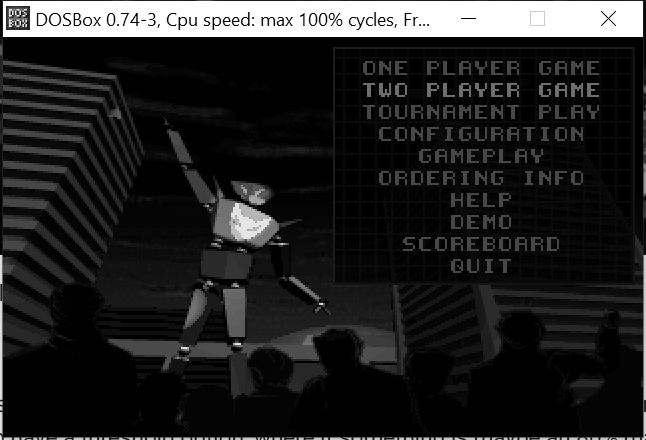 DOS
BOX
DOSBox 0.74-3, Cpu speed: max 100% cycles, Fr...
ONE PLAYER GAME
TWO PLAYER GAME
TOURNAMENT PLAY
CONFIGURATION
GAMEPLAY
ORDERING INFO
HELP
DEMO
SCOREBOARD
QUIT